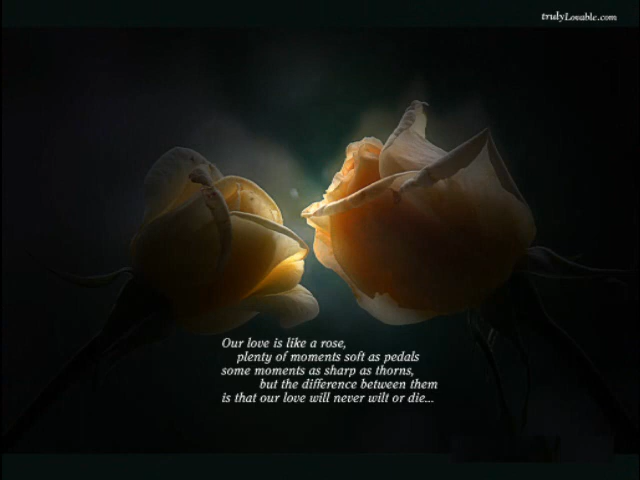 trulyLovable.com
Our love is like a rose,
plenty of moments soft as pedals
some moments as sharp as thorns,
but the difference between them
is that our love will never wilt or die...